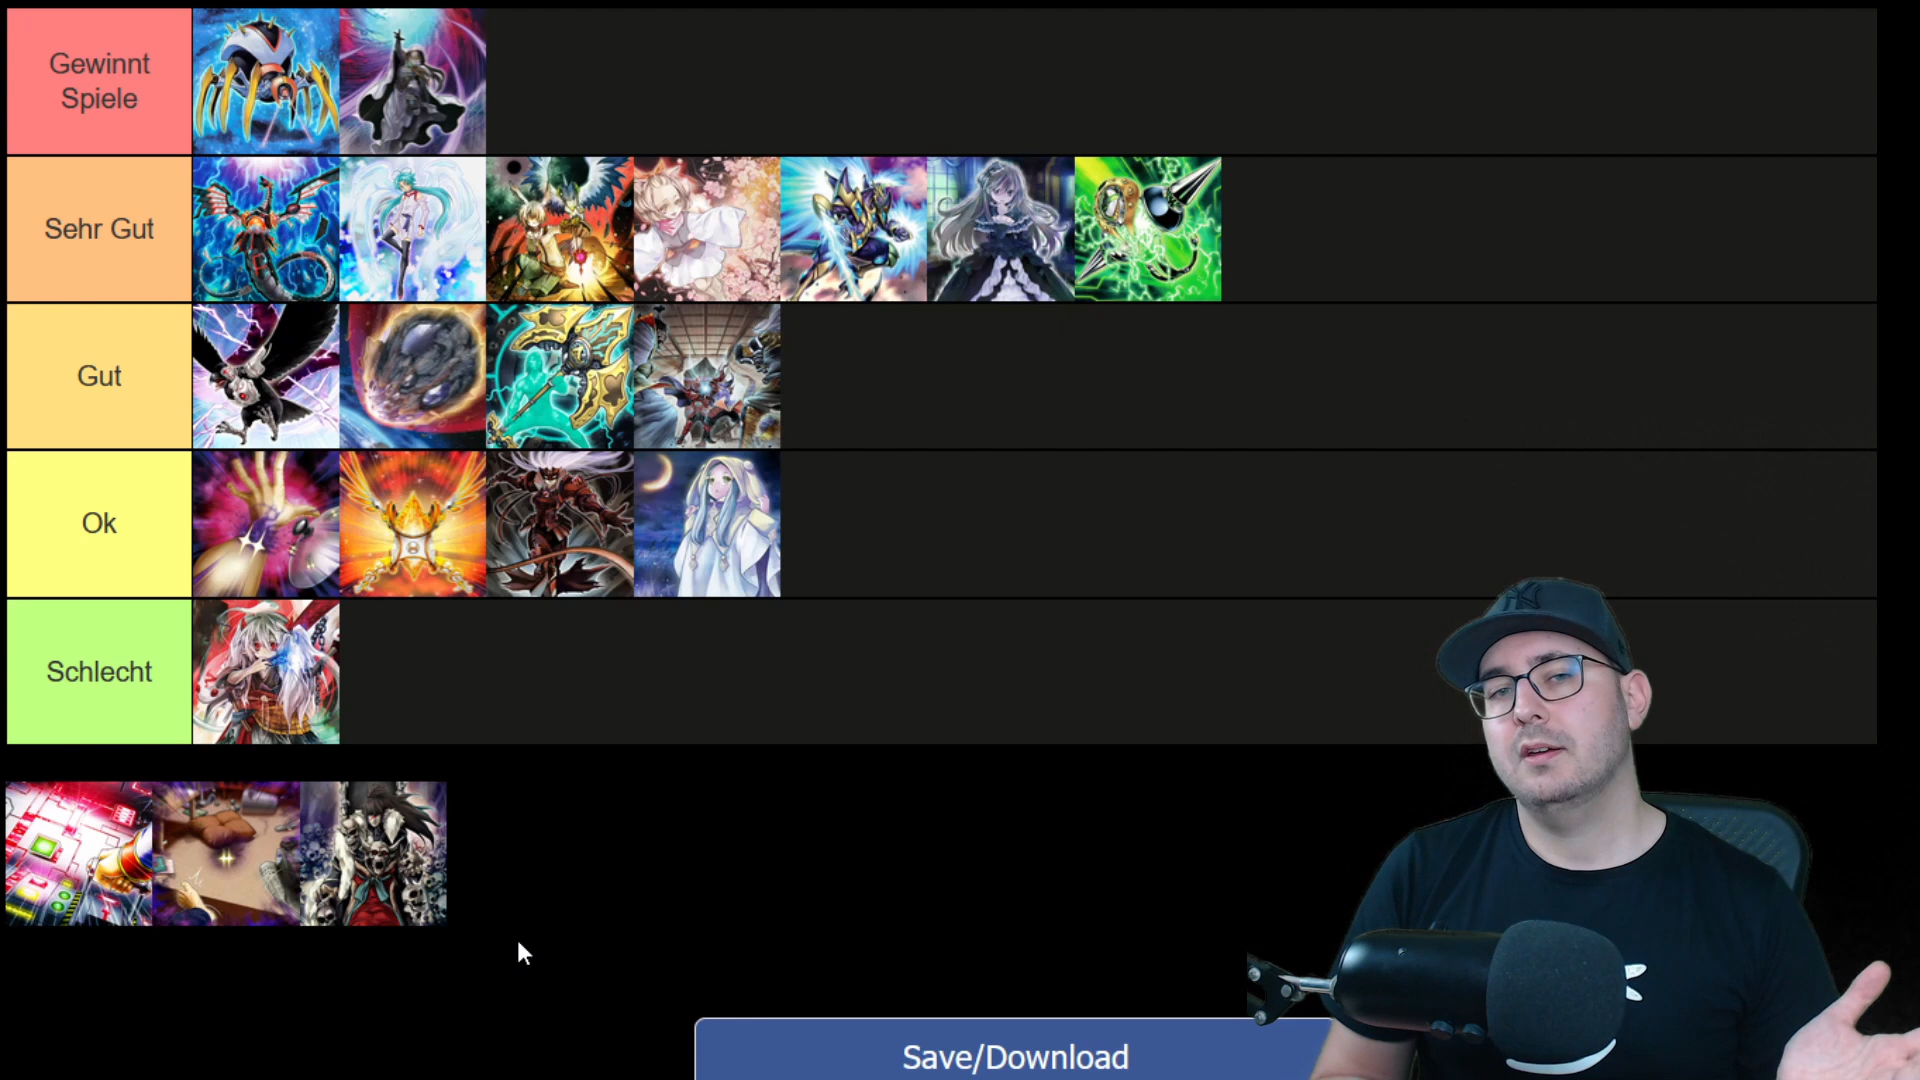 Gewinnt
Spiele
Sehr Gut
Gut
Ok
Schlecht
Save/Download